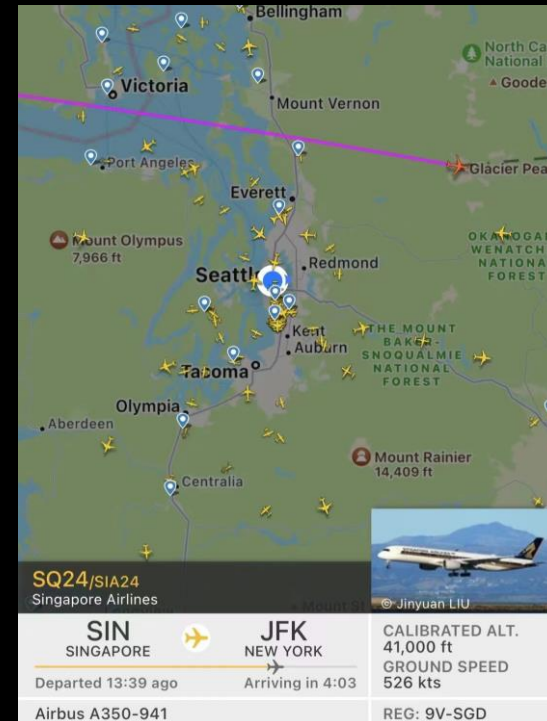 Bellingham
North Ca
National
Goode
Victoria
Mount Vernon
Port Angeles
Glacier Pea
Everett
Mount Olympus
7,966 ft
OKANOGAN
WENATCH
NATIONA
FOREST
Redmond
Seattl
Kent
Auburn
THE MOUNT
BAKER-
SNOQUALMIE
NATIONAL
FOREST
Tacoma
Olympia
Aberdeen
Mount Rainier
14,409 ft
Centralia
SQ24/SIA24
Singapore Airlines
© Jinyuan LIU
SIN
SINGAPORE
JFK
NEW YORK
Departed 13:39 ago
Arriving in 4:03
CALIBRATED ALT.
41,000 ft
GROUND SPEED
526 kts
Airbus A350-941
REG: 9V-SGD